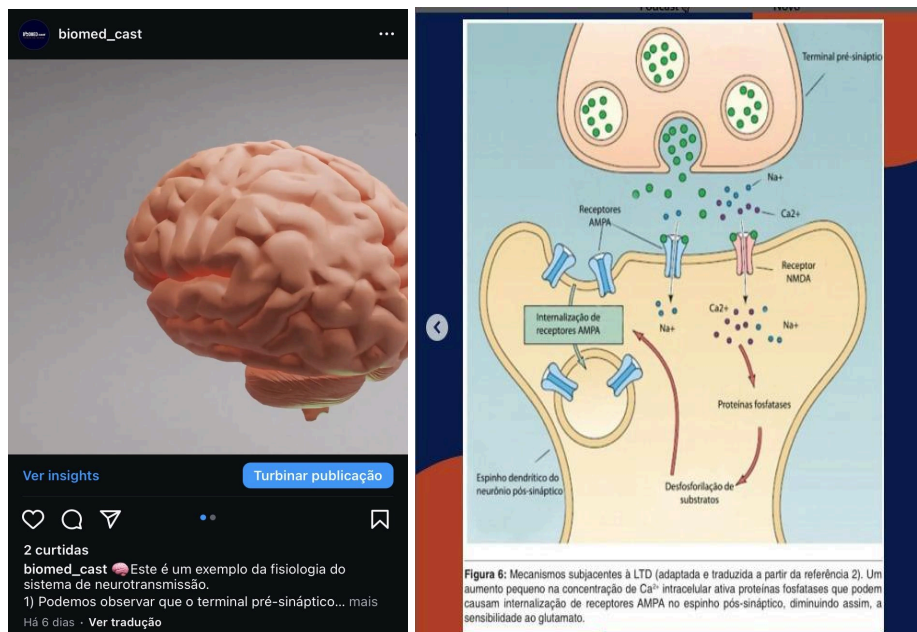 biomed_cast
Ver insights
Turbinar publicação
2 curtidas
biomed_cast 🧠Este é um exemplo da fisiologia do
sistema de neurotransmissão.
1) Podemos observar que o terminal pré-sináptico... mais
Há 6 dias · Ver tradução
Podcast
Novo
Terminal pré-sináptico
Na+
Ca2+
Receptores
AMPA
Receptor
NMDA
Internalização de
receptores AMPA
Na+
Ca2+
Na+
Proteínas fosfatases
Espinho dendrítico do
neurônio pós-sináptico
Desfosforilação de
substratos
Figura 6: Mecanismos subjacentes à LTD (adaptada e traduzida a partir da referência 2). Um
aumento pequeno na concentração de Ca²⁺ intracelular ativa proteínas fosfatases que podem
causam internalização de receptores AMPA no espinho pós-sináptico, diminuindo assim, a
sensibilidade ao glutamato.